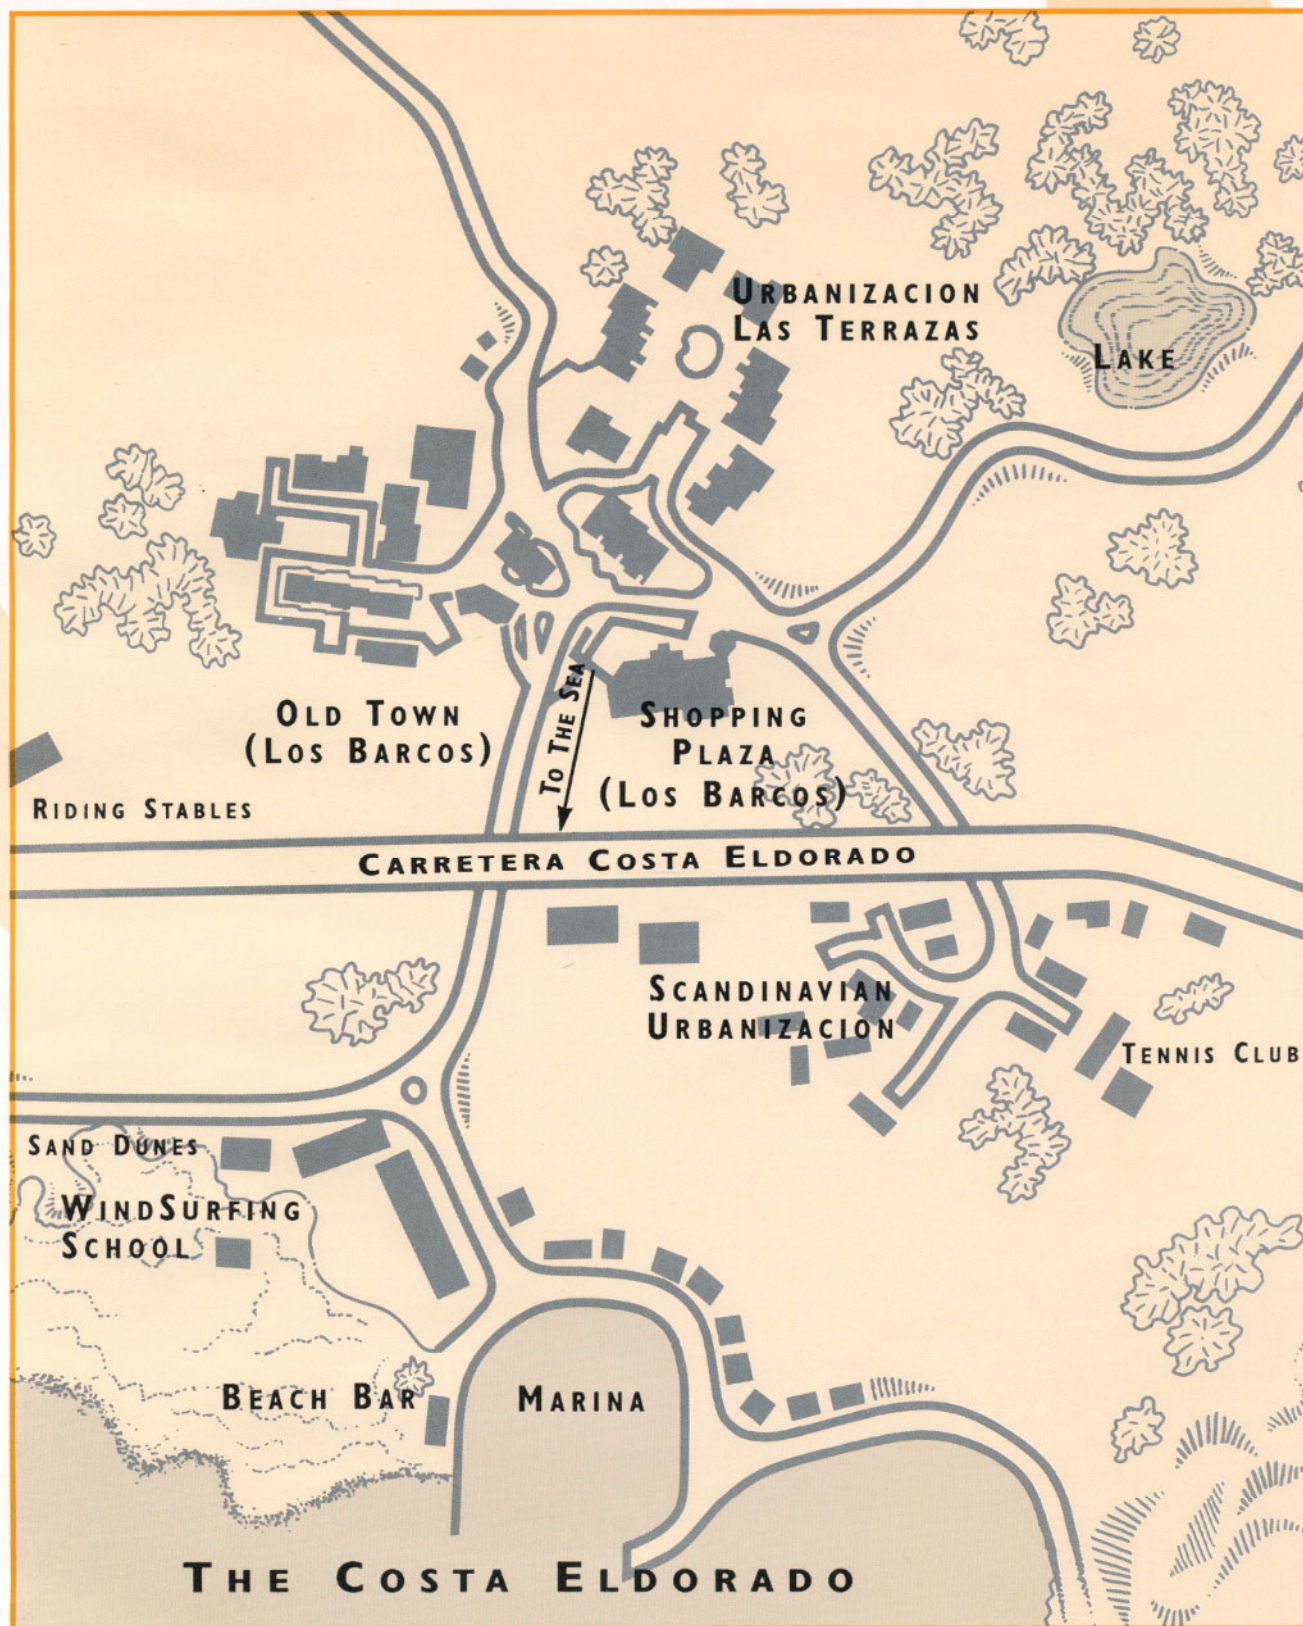 URBANIZACION
LAS TERRAZAS
LAKE
OLD TOWN
(LOS BARCOS)
TO THE SEA
SHOPPING
PLAZA
(LOS BARCOS)
RIDING STABLES
CARRETERA COSTA ELDORADO
SCANDINAVIAN
URBANIZACION
TENNIS CLUB
SAND DUNES
WINDSURFING
SCHOOL
BEACH BAR
MARINA
THE COSTA ELDORADO